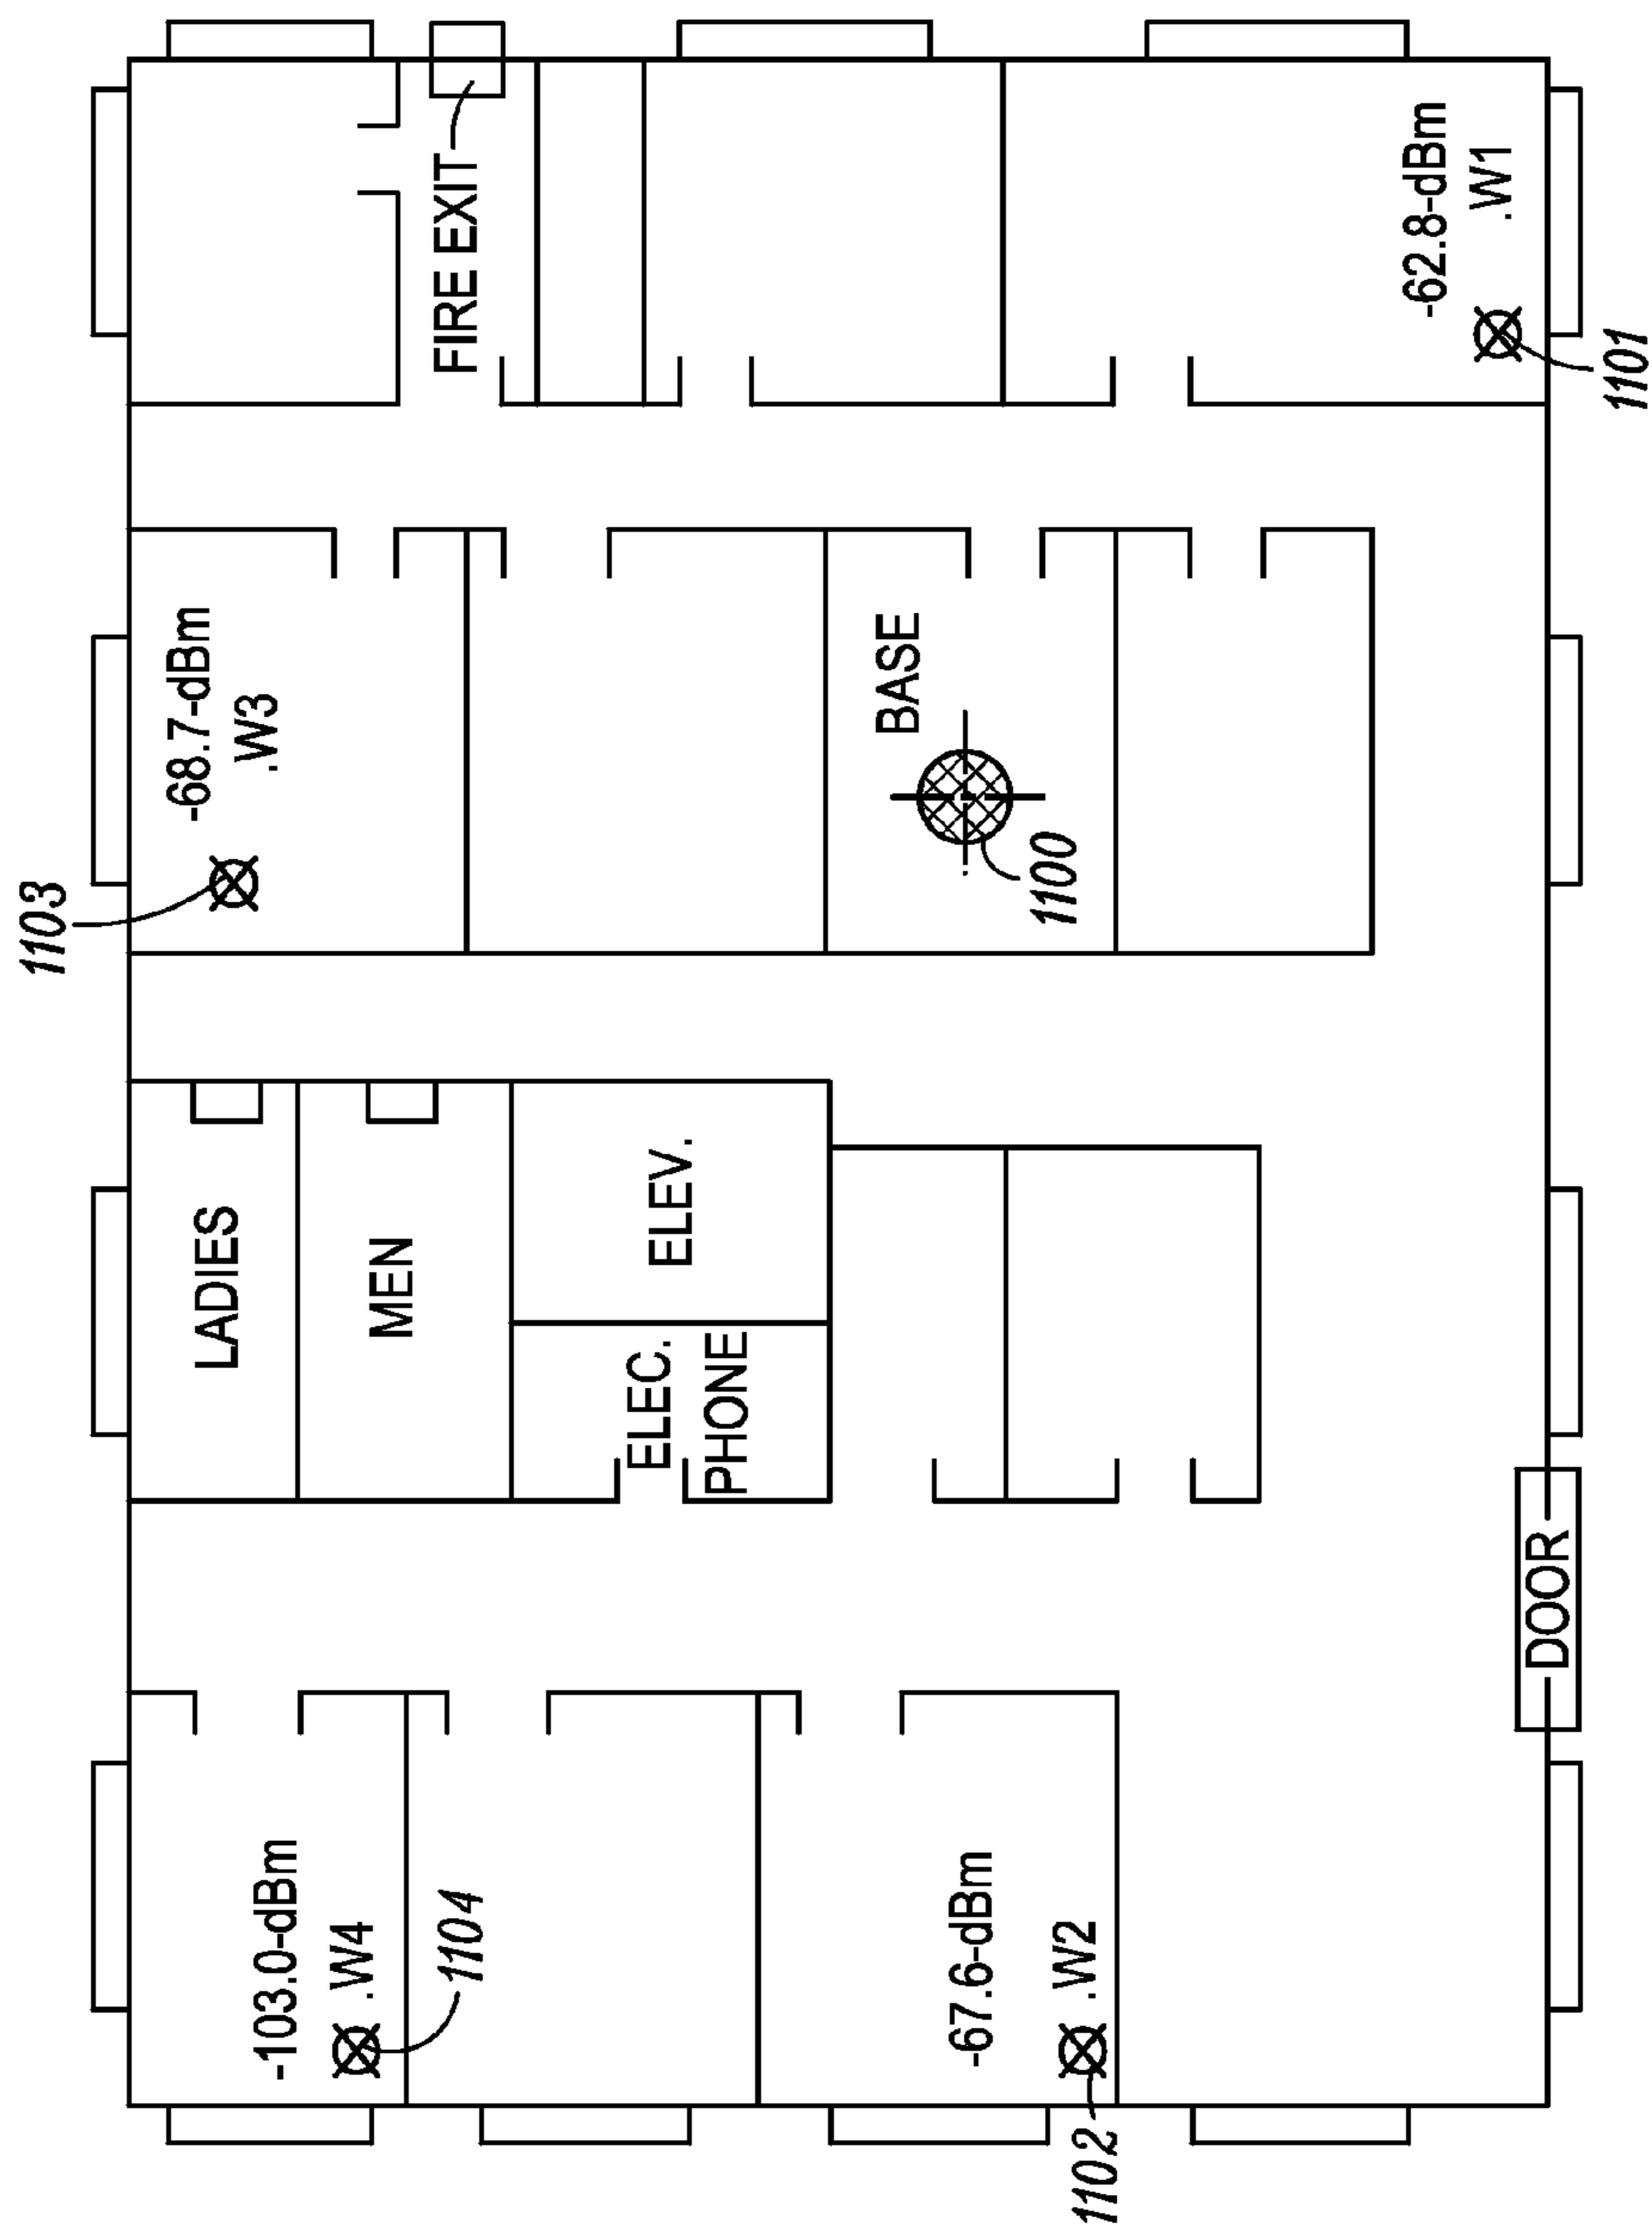 1103
-68.7-dBm
.W3
LADIES
-103.0-dBm
.W4
MEN
1104
FIRE EXIT
ELEC.
PHONE
ELEV.
BASE
1100
-67.6-dBm
.W2
1102
-62.8-dBm
.W1
DOOR
1101